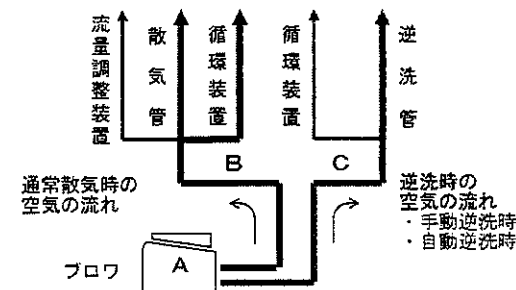 流量調整装置
散気管
循環装置
循環装置
逆洗管
B
C
通常散気時の
空気の流れ
逆洗時の
空気の流れ
・手動逆洗時
・自動逆洗時
ブロワ
A